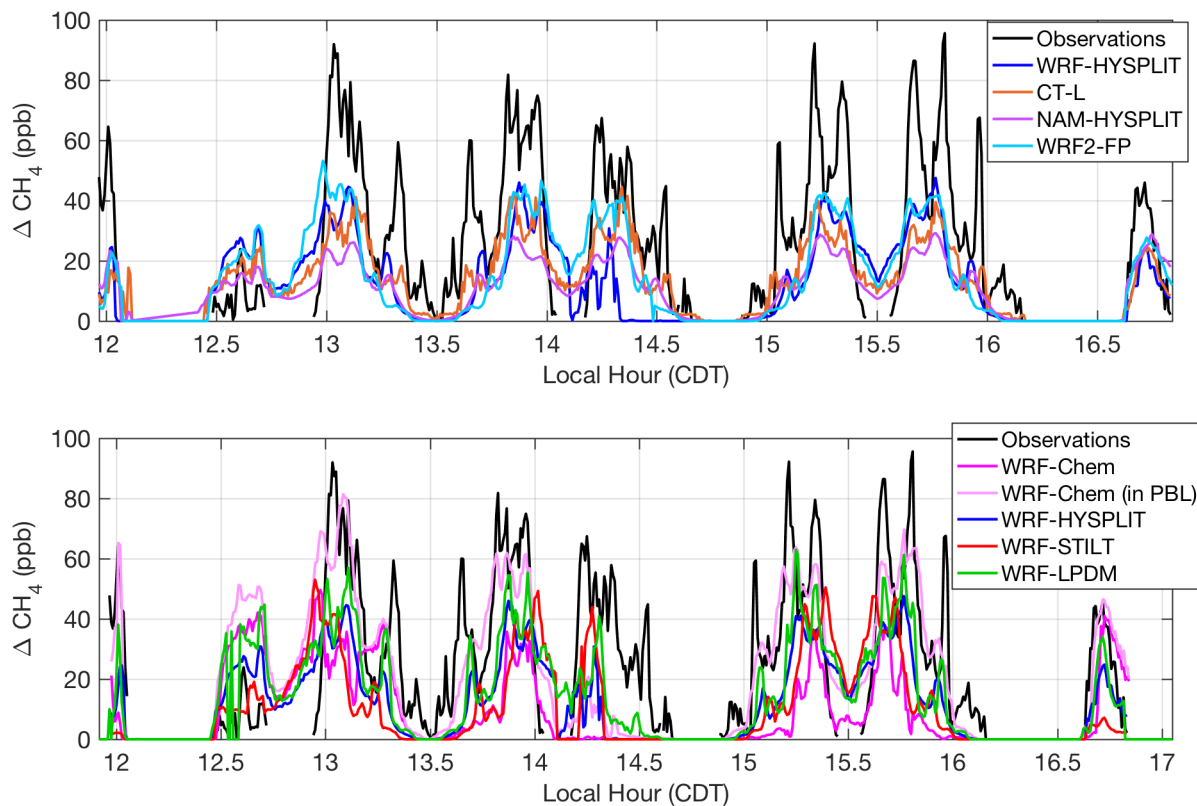 100
80
60
40
20
0
Δ CH4 (ppb)
12 12.5 13 13.5 14 14.5 15 15.5 16 16.5
Local Hour (CDT)
Observations
WRF-HYSPLIT
CT-L
NAM-HYSPLIT
WRF2-FP
100
80
60
40
20
0
Δ CH4 (ppb)
12 12.5 13 13.5 14 14.5 15 15.5 16 16.5 17
Local Hour (CDT)
Observations
WRF-Chem
WRF-Chem (in PBL)
WRF-HYSPLIT
WRF-STILT
WRF-LPDM